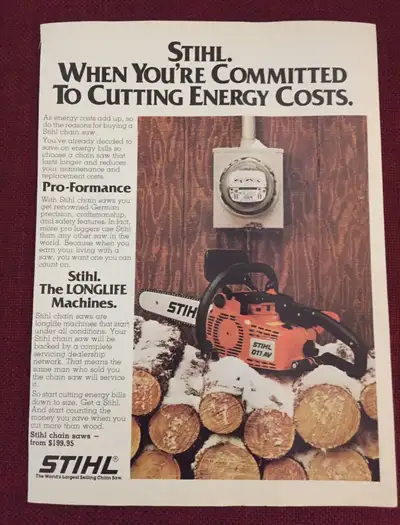 STIHL.
WHEN YOU'RE COMMITTED
TO CUTTING ENERGY COSTS.
As energy costs add up, so
do the reasons for buying a
Stihl chain saw.
You've already decided to
save on energy bills so
choose a chain saw that
lasts longer and reduces
your maintenance and
replacement costs.
Pro-Formance
With Stihl chain saws you
get renowned German
precision, craftsmanship,
and safety features. In fact,
more pro loggers use Stihl
than any other saw in the
world. Because when you
earn your living with a
saw, you want one you can
count on.
Stihl.
The LONGLIFE
Machines.
Stihl chain saws are
longlife machines that start
under all conditions. Your
Stihl chain saw will be
backed by a complete
servicing dealership
network. That means the
same man who sold you
the chain saw will service
it.
So start cutting energy bills
down to size. Get a Stihl.
And start counting the
money you save when you
cut more than wood.
Stihl chain saws –
from $199.95
STIHL®
The World's Largest Selling Chain Saw.
STIHL
STIHL
011 AV